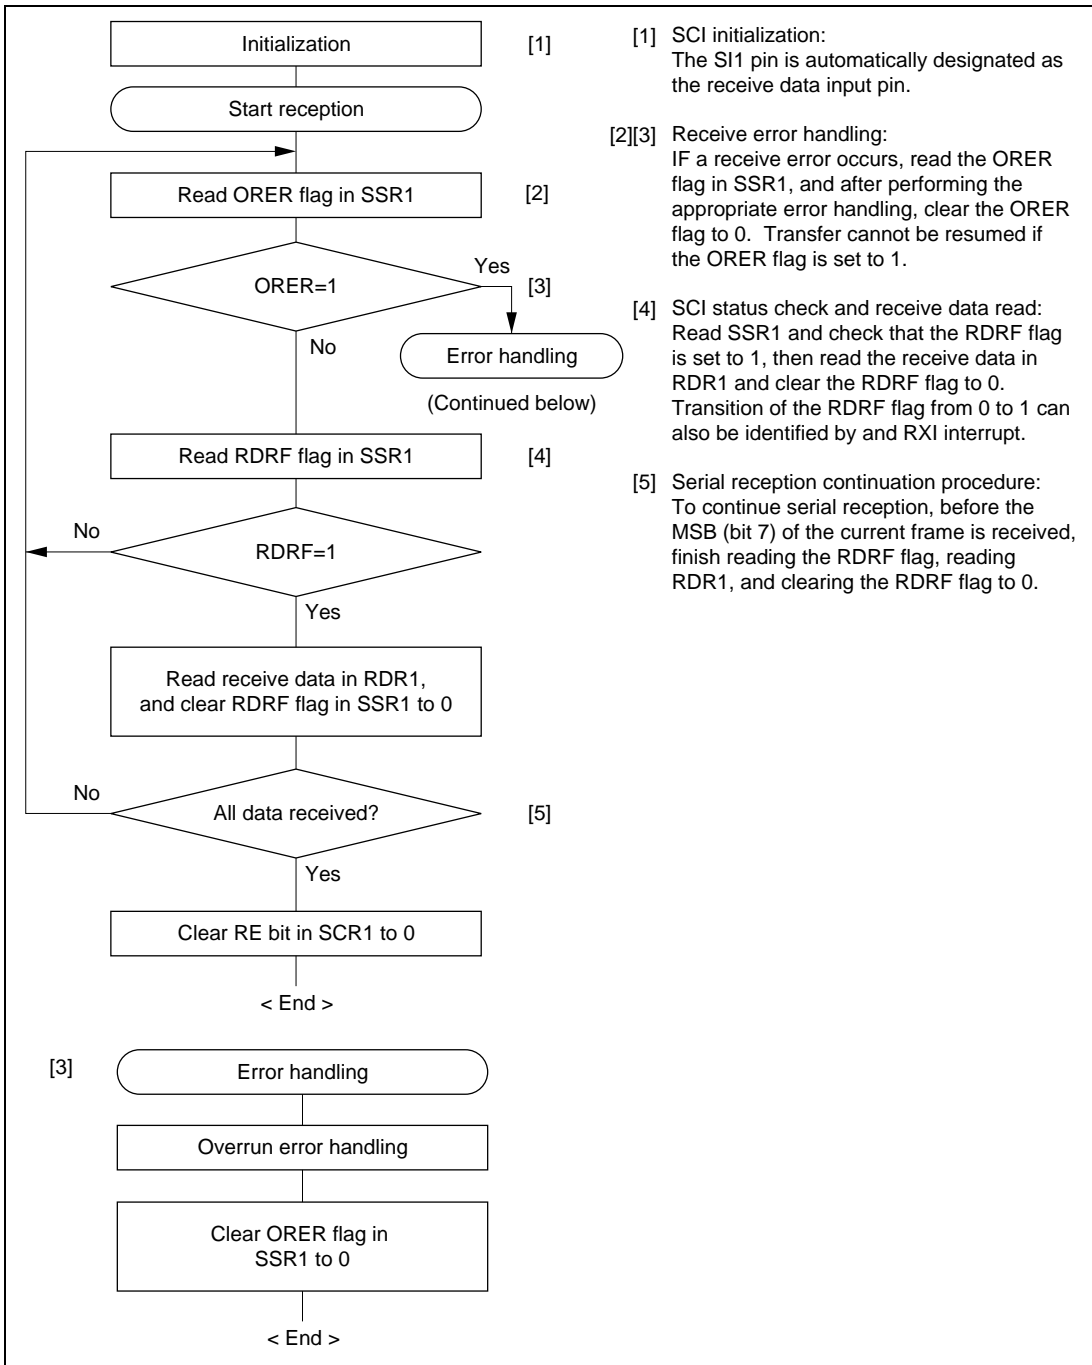 Initialization
[1]
Start reception
Read ORER flag in SSR1
[2]
ORER=1
Yes
[3]
No
Error handling
(Continued below)
Read RDRF flag in SSR1
[4]
No
RDRF=1
Yes
Read receive data in RDR1,
and clear RDRF flag in SSR1 to 0
No
All data received?
[5]
Yes
Clear RE bit in SCR1 to 0
< End >
[3]
Error handling
Overrun error handling
Clear ORER flag in
SSR1 to 0
< End >
[1] SCI initialization:
The SI1 pin is automatically designated as
the receive data input pin.
[2][3] Receive error handling:
IF a receive error occurs, read the ORER
flag in SSR1, and after performing the
appropriate error handling, clear the ORER
flag to 0. Transfer cannot be resumed if
the ORER flag is set to 1.
[4] SCI status check and receive data read:
Read SSR1 and check that the RDRF flag
is set to 1, then read the receive data in
RDR1 and clear the RDRF flag to 0.
Transition of the RDRF flag from 0 to 1 can
also be identified by and RXI interrupt.
[5] Serial reception continuation procedure:
To continue serial reception, before the
MSB (bit 7) of the current frame is received,
finish reading the RDRF flag, reading
RDR1, and clearing the RDRF flag to 0.